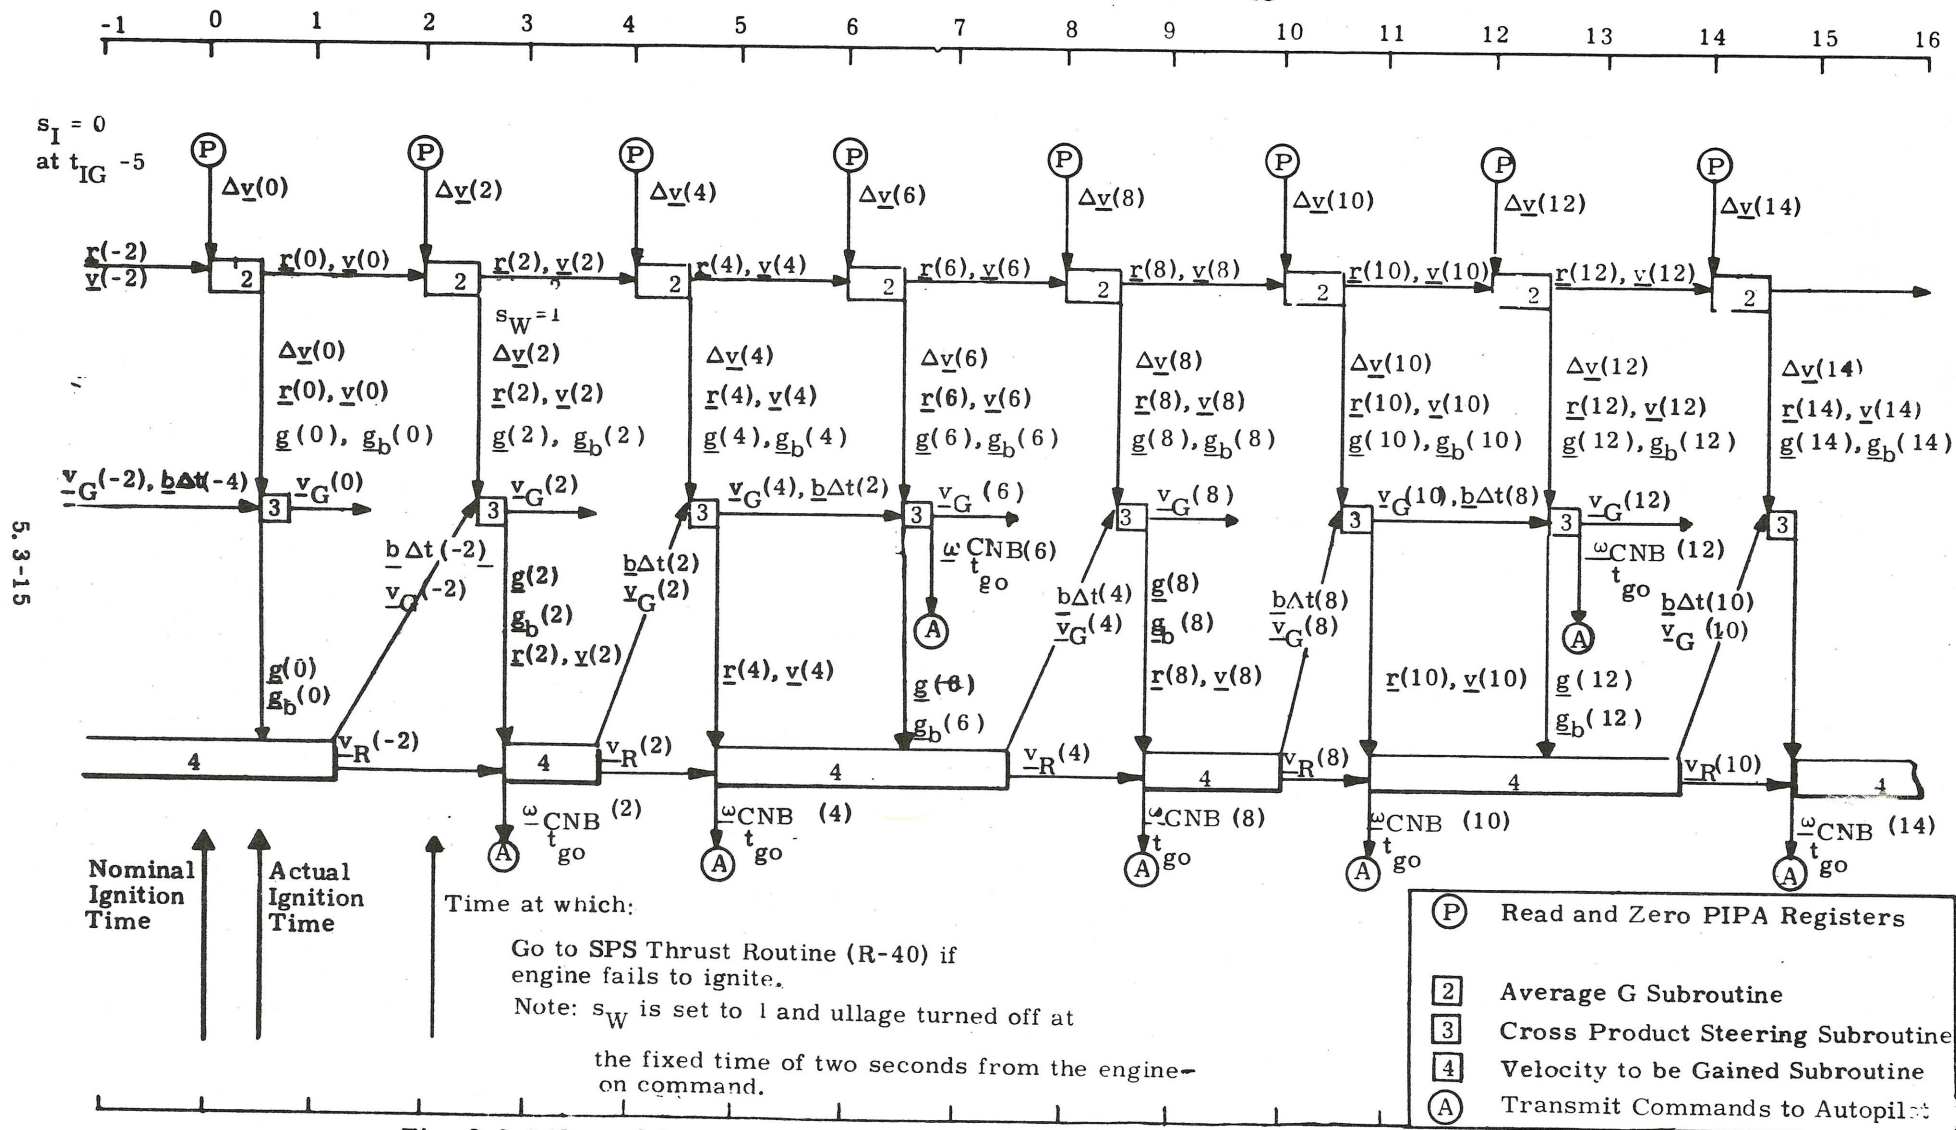 -1 0 1 2 3 4 5 6 7 8 9 10 11 12 13 14 15 16
s_I = 0
at t_IG -5
P P P P P P P P
Δv(0) Δv(2) Δv(4) Δv(6) Δv(8) Δv(10) Δv(12) Δv(14)
r(-2) r(0), v(0) r(2), v(2) r(4), v(4) r(6), v(6) r(8), v(8) r(10), v(10) r(12), v(12)
v(-2)
2 2 2 2 2 2 2 2
s_W = 1
Δv(0) Δv(2) Δv(4) Δv(6) Δv(8) Δv(10) Δv(12) Δv(14)
r(0), v(0) r(2), v(2) r(4), v(4) r(6), v(6) r(8), v(8) r(10), v(10) r(12), v(12) r(14), v(14)
g(0), g_b(0) g(2), g_b(2) g(4), g_b(4) g(6), g_b(6) g(8), g_b(8) g(10), g_b(10) g(12), g_b(12) g(14), g_b(14)
v_G(-2), bΔt(-4) v_G(0) v_G(2) v_G(4), bΔt(2) v_G(6) v_G(8) v_G(10), bΔt(8) v_G(12)
3 3 3 3 3 3 3 3
bΔt(-2) bΔt(2) ω_CNB(6) bΔt(4) bΔt(8) ω_CNB(12) bΔt(10)
v_G(-2) v_G(2) t_go v_G(4) v_G(8) t_go v_G(10)
g(2) g(8)
g_b(2) A g_b(8) A
r(2), v(2) r(4), v(4) r(8), v(8) r(10), v(10)
g(0) g(6) g(12)
g_b(0) g_b(6) g_b(12)
4 v_R(-2) 4 v_R(2) 4 v_R(4) 4 v_R(8) 4 v_R(10) 4
ω_CNB(2) ω_CNB(4) ω_CNB(8) ω_CNB(10) ω_CNB(14)
t_go t_go t_go t_go t_go
A A A A A
5.3-15
Nominal
Ignition
Time
Actual
Ignition
Time
Time at which:
Go to SPS Thrust Routine (R-40) if
engine fails to ignite.
Note: s_W is set to 1 and ullage turned off at
the fixed time of two seconds from the engine-
on command.
P Read and Zero PIPA Registers
2 Average G Subroutine
3 Cross Product Steering Subroutine
4 Velocity to be Gained Subroutine
A Transmit Commands to Autopilot